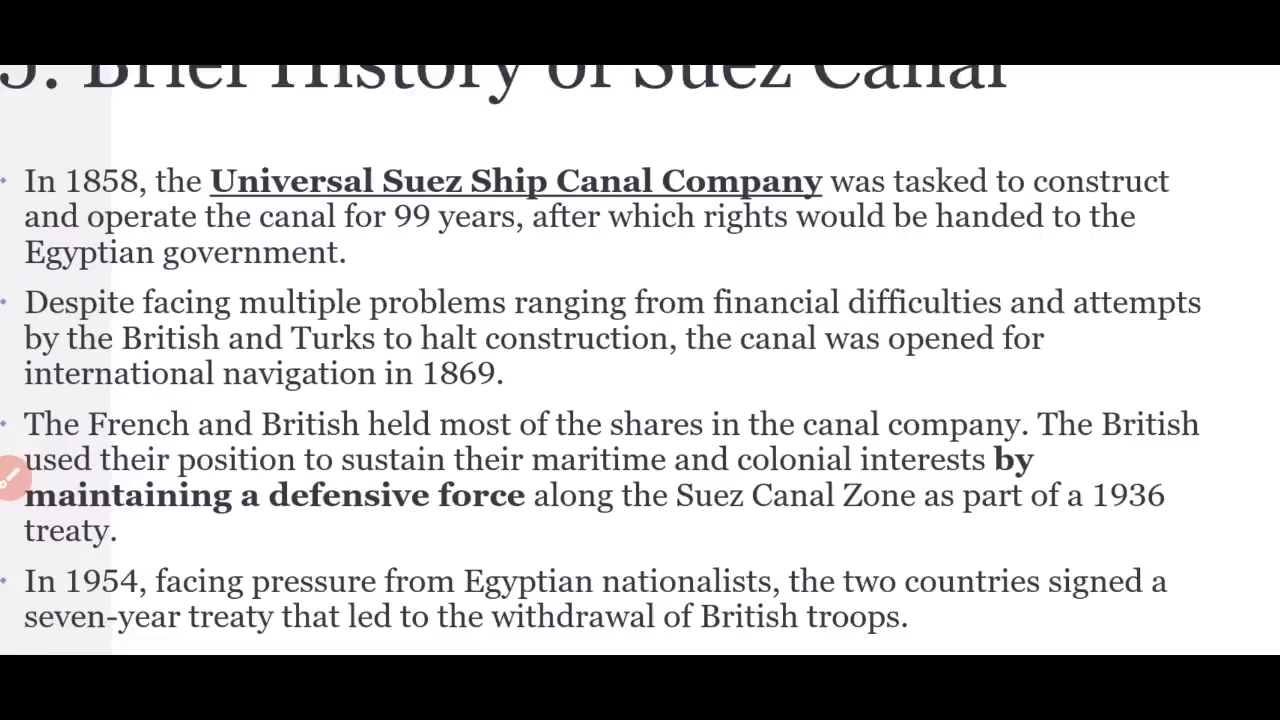 5. Brief History of Suez Canal
In 1858, the Universal Suez Ship Canal Company was tasked to construct
and operate the canal for 99 years, after which rights would be handed to the
Egyptian government.
Despite facing multiple problems ranging from financial difficulties and attempts
by the British and Turks to halt construction, the canal was opened for
international navigation in 1869.
The French and British held most of the shares in the canal company. The British
used their position to sustain their maritime and colonial interests by
maintaining a defensive force along the Suez Canal Zone as part of a 1936
treaty.
In 1954, facing pressure from Egyptian nationalists, the two countries signed a
seven-year treaty that led to the withdrawal of British troops.